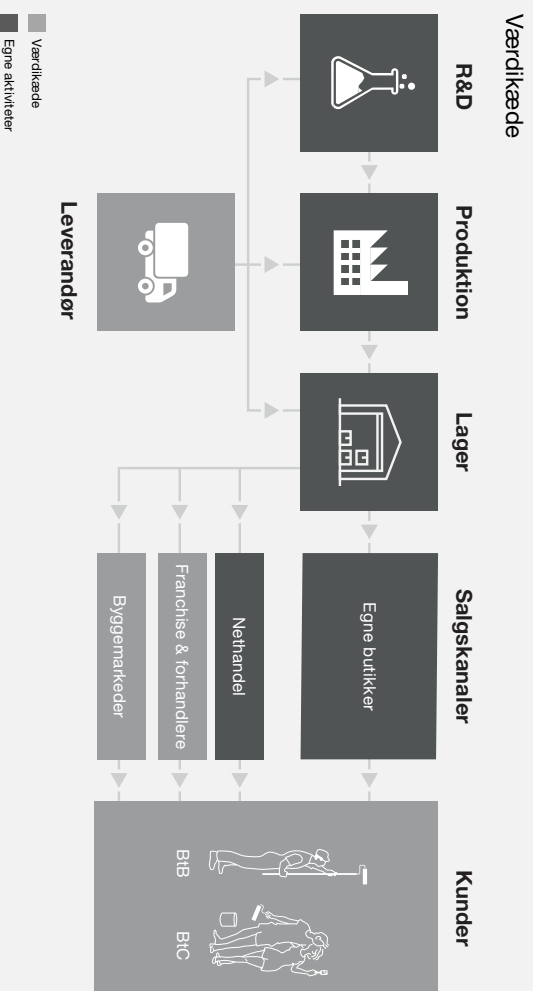 Værdikæde
R&D
Produktion
Lager
Salgskanaler
Kunder
Egne butikker
Nethandel
Franchise & forhandlere
Byggemarkeder
BtB
BtC
Leverandør
Værdikæde
Egne aktiviteter